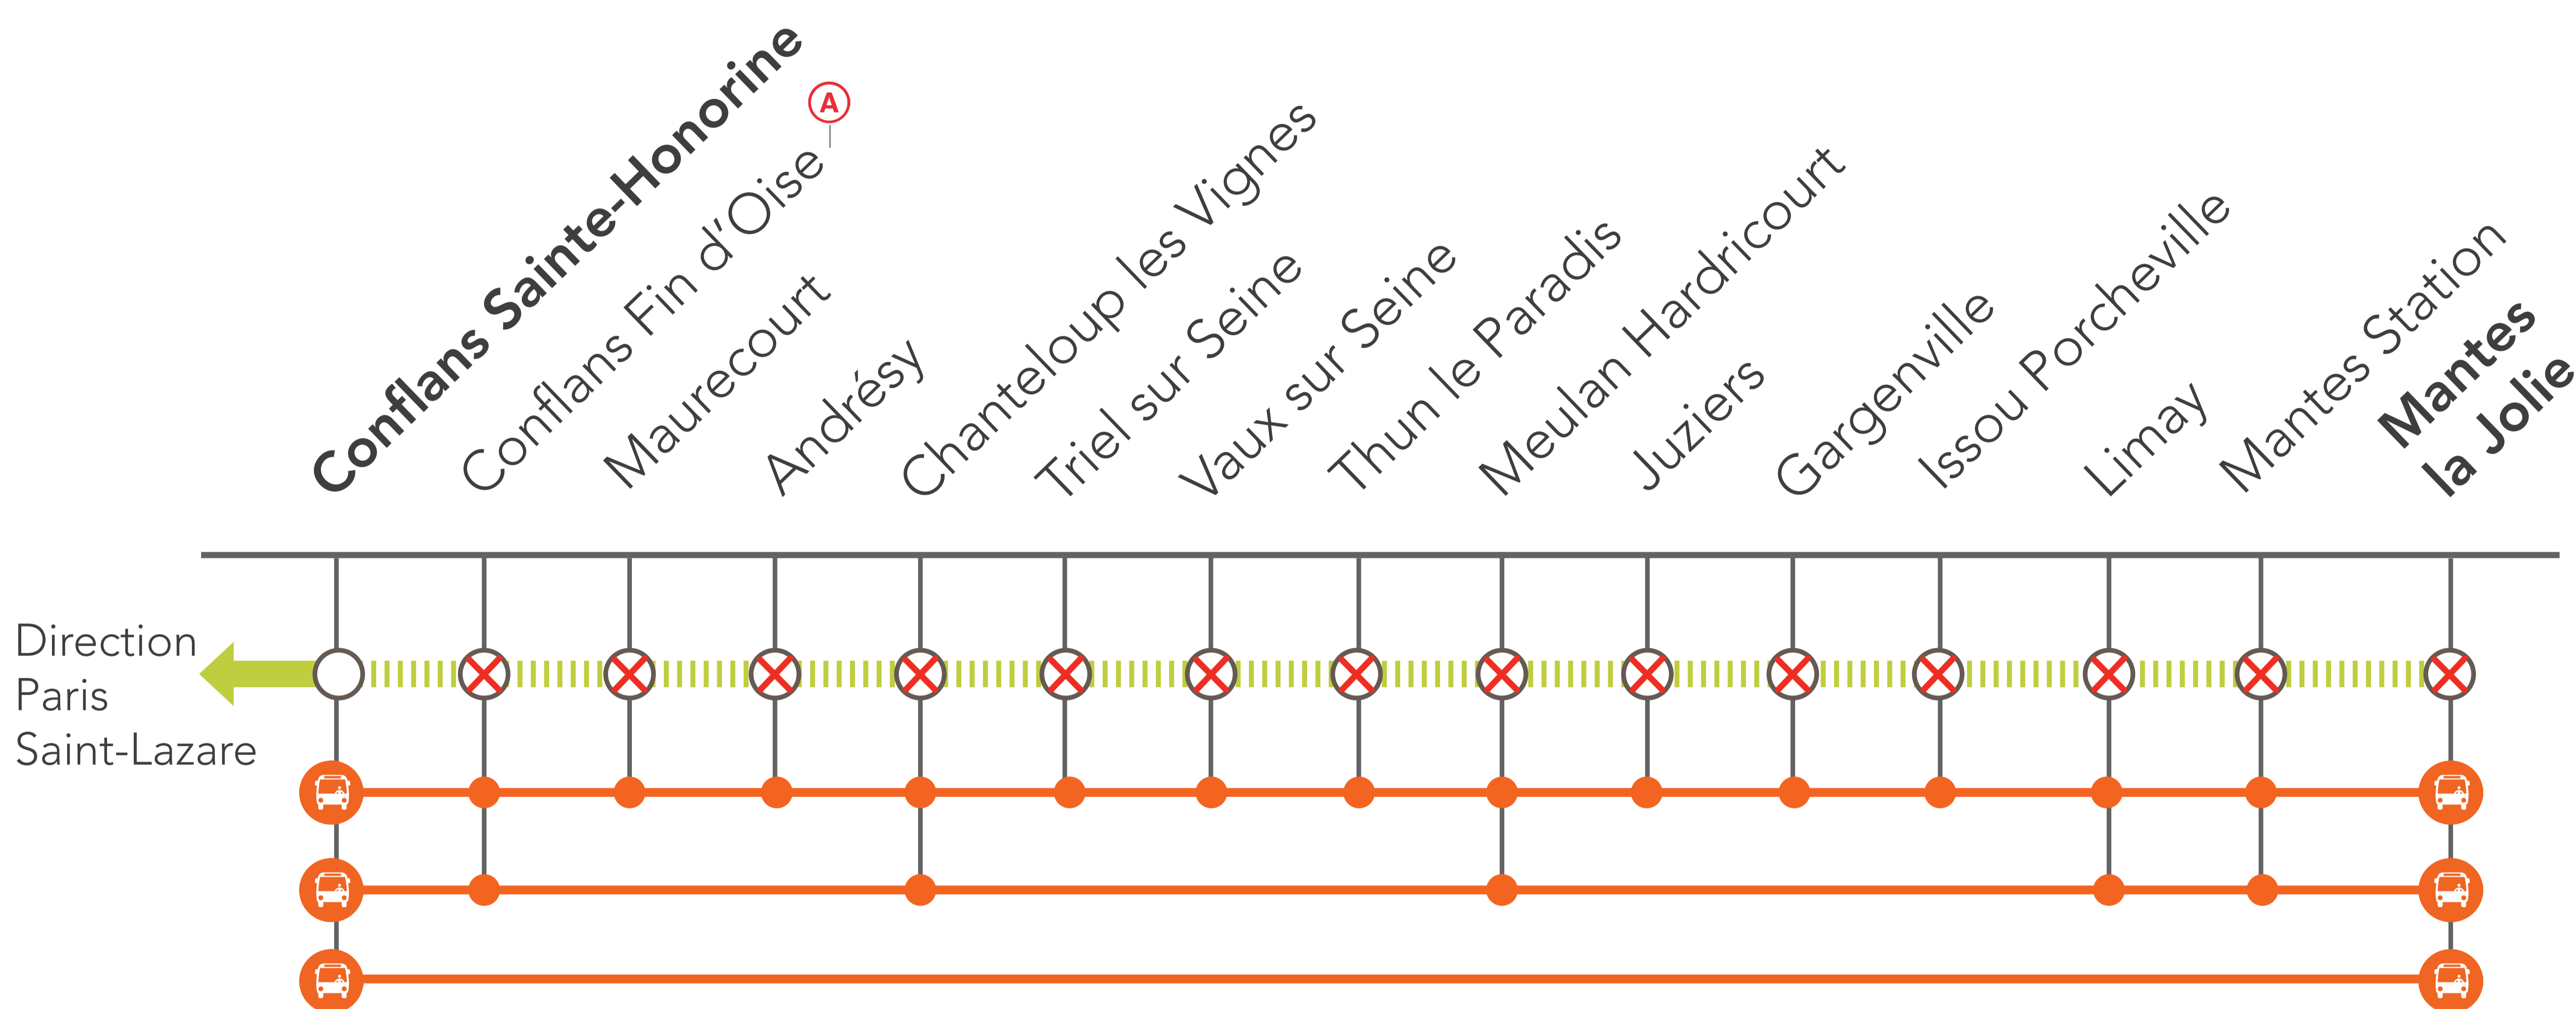 Conflans Sainte-Honorine
Conflans Fin d'Oise
A
Maurecourt
Andrésy
Chanteloup les Vignes
Triel sur Seine
Vaux sur Seine
Thun le Paradis
Meulan Hardricourt
Juziers
Gargenville
Issou Porcheville
Limay
Mantes Station
Mantes
la Jolie
Direction
Paris
Saint-Lazare